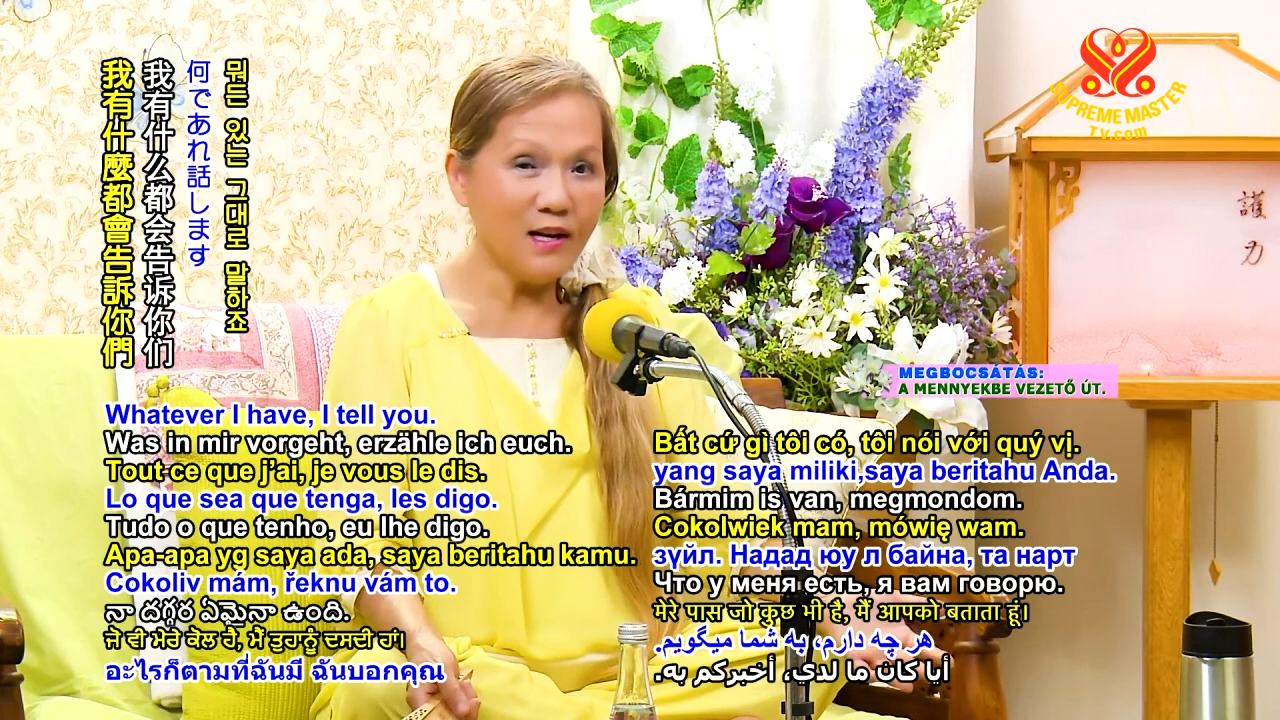 我有什麼都會告訴你們
我有什么都会告诉你们
何であれ話します
뭐든 있는 그대로 말하죠
SUPREME MASTER
TV.com
護力
MEGBOCSÁTÁS:
A MENNYEKBE VEZETŐ ÚT.
Whatever I have, I tell you.
Was in mir vorgeht, erzähle ich euch.
Tout ce que j'ai, je vous le dis.
Lo que sea que tenga, les digo.
Tudo o que tenho, eu lhe digo.
Apa-apa yg saya ada, saya beritahu kamu.
Cokoliv mám, řeknu vám to.
నా దగ్గర ఏమైనా ఉంది.
ਜੋ ਵੀ ਮੇਰੇ ਕੋਲ ਹੈ, ਮੈਂ ਤੁਹਾਨੂੰ ਦਸਦੀ ਹਾਂ।
อะไรก็ตามที่ฉันมี ฉันบอกคุณ
Bất cứ gì tôi có, tôi nói với quý vị.
yang saya miliki,saya beritahu Anda.
Bármim is van, megmondom.
Cokolwiek mam, mówię wam.
зүйл. Надад юу л байна, та нарт
Что у меня есть, я вам говорю.
मेरे पास जो कुछ भी है, मैं आपको बताता हूं।
هر چه دارم، به شما میگویم.
أيا كان ما لدي، أخبركم به.